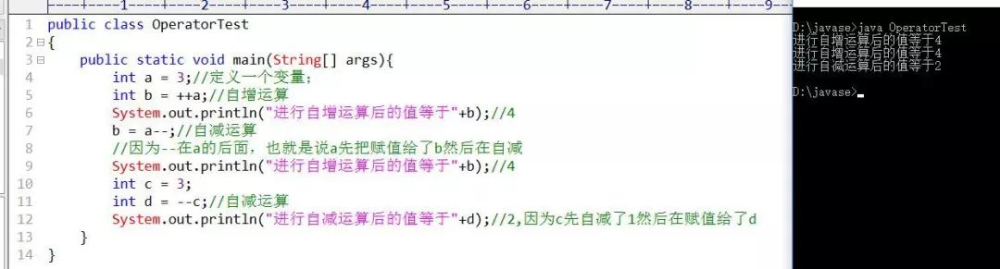 ----+----1----+----2----+----3----+----4----+----5----+----6----+----7----+----8----+----9--
1 public class OperatorTest
2 {
3 public static void main(String[] args){
4 int a = 3;//定义一个变量;
5 int b = ++a;//自增运算
6 System.out.println("进行自增运算后的值等于"+b);//4
7 b = a--;//自减运算
8 //因为--在a的后面，也就是说a先把赋值给了b然后在自减
9 System.out.println("进行自增运算后的值等于"+b);//4
10 int c = 3;
11 int d = --c;//自减运算
12 System.out.println("进行自减运算后的值等于"+d);//2,因为c先自减了1然后在赋值给了d
13 }
14 }
D:\javase>java OperatorTest
进行自增运算后的值等于4
进行自增运算后的值等于4
进行自减运算后的值等于2
D:\javase>